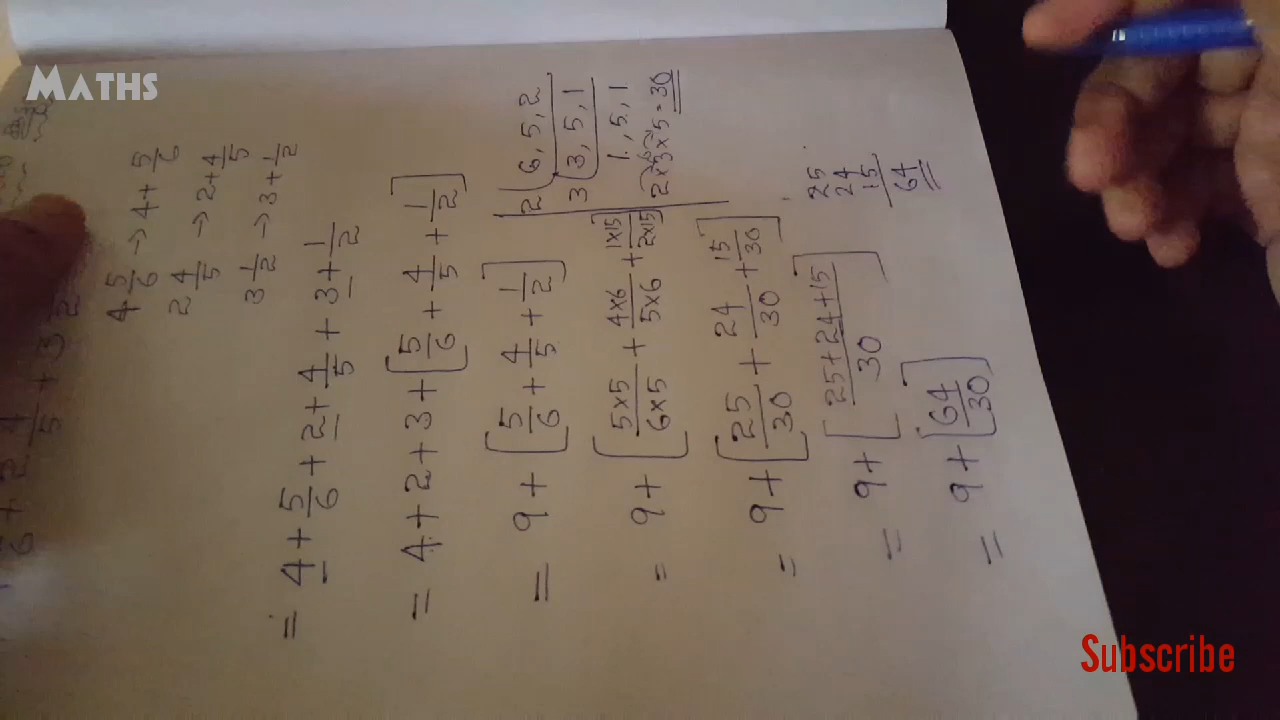 MATHS
4 5/6 → 4 + 5/6
2 4/5 → 2 + 4/5
3 1/2 → 3 + 1/2
= 4 + 5/6 + 2 + 4/5 + 3 + 1/2
= 4 + 2 + 3 + [5/6 + 4/5 + 1/2]
= 9 + [5/6 + 4/5 + 1/2]
2 | 6, 5, 2
3 | 3, 5, 1
1, 5, 1
2 × 3 × 5 = 30
= 9 + [5×5/6×5 + 4×6/5×6 + 1×15/2×15]
= 9 + [25/30 + 24/30 + 15/30]
25
24
15
64
= 9 + [25+24+15/30]
= 9 + [64/30]
Subscribe